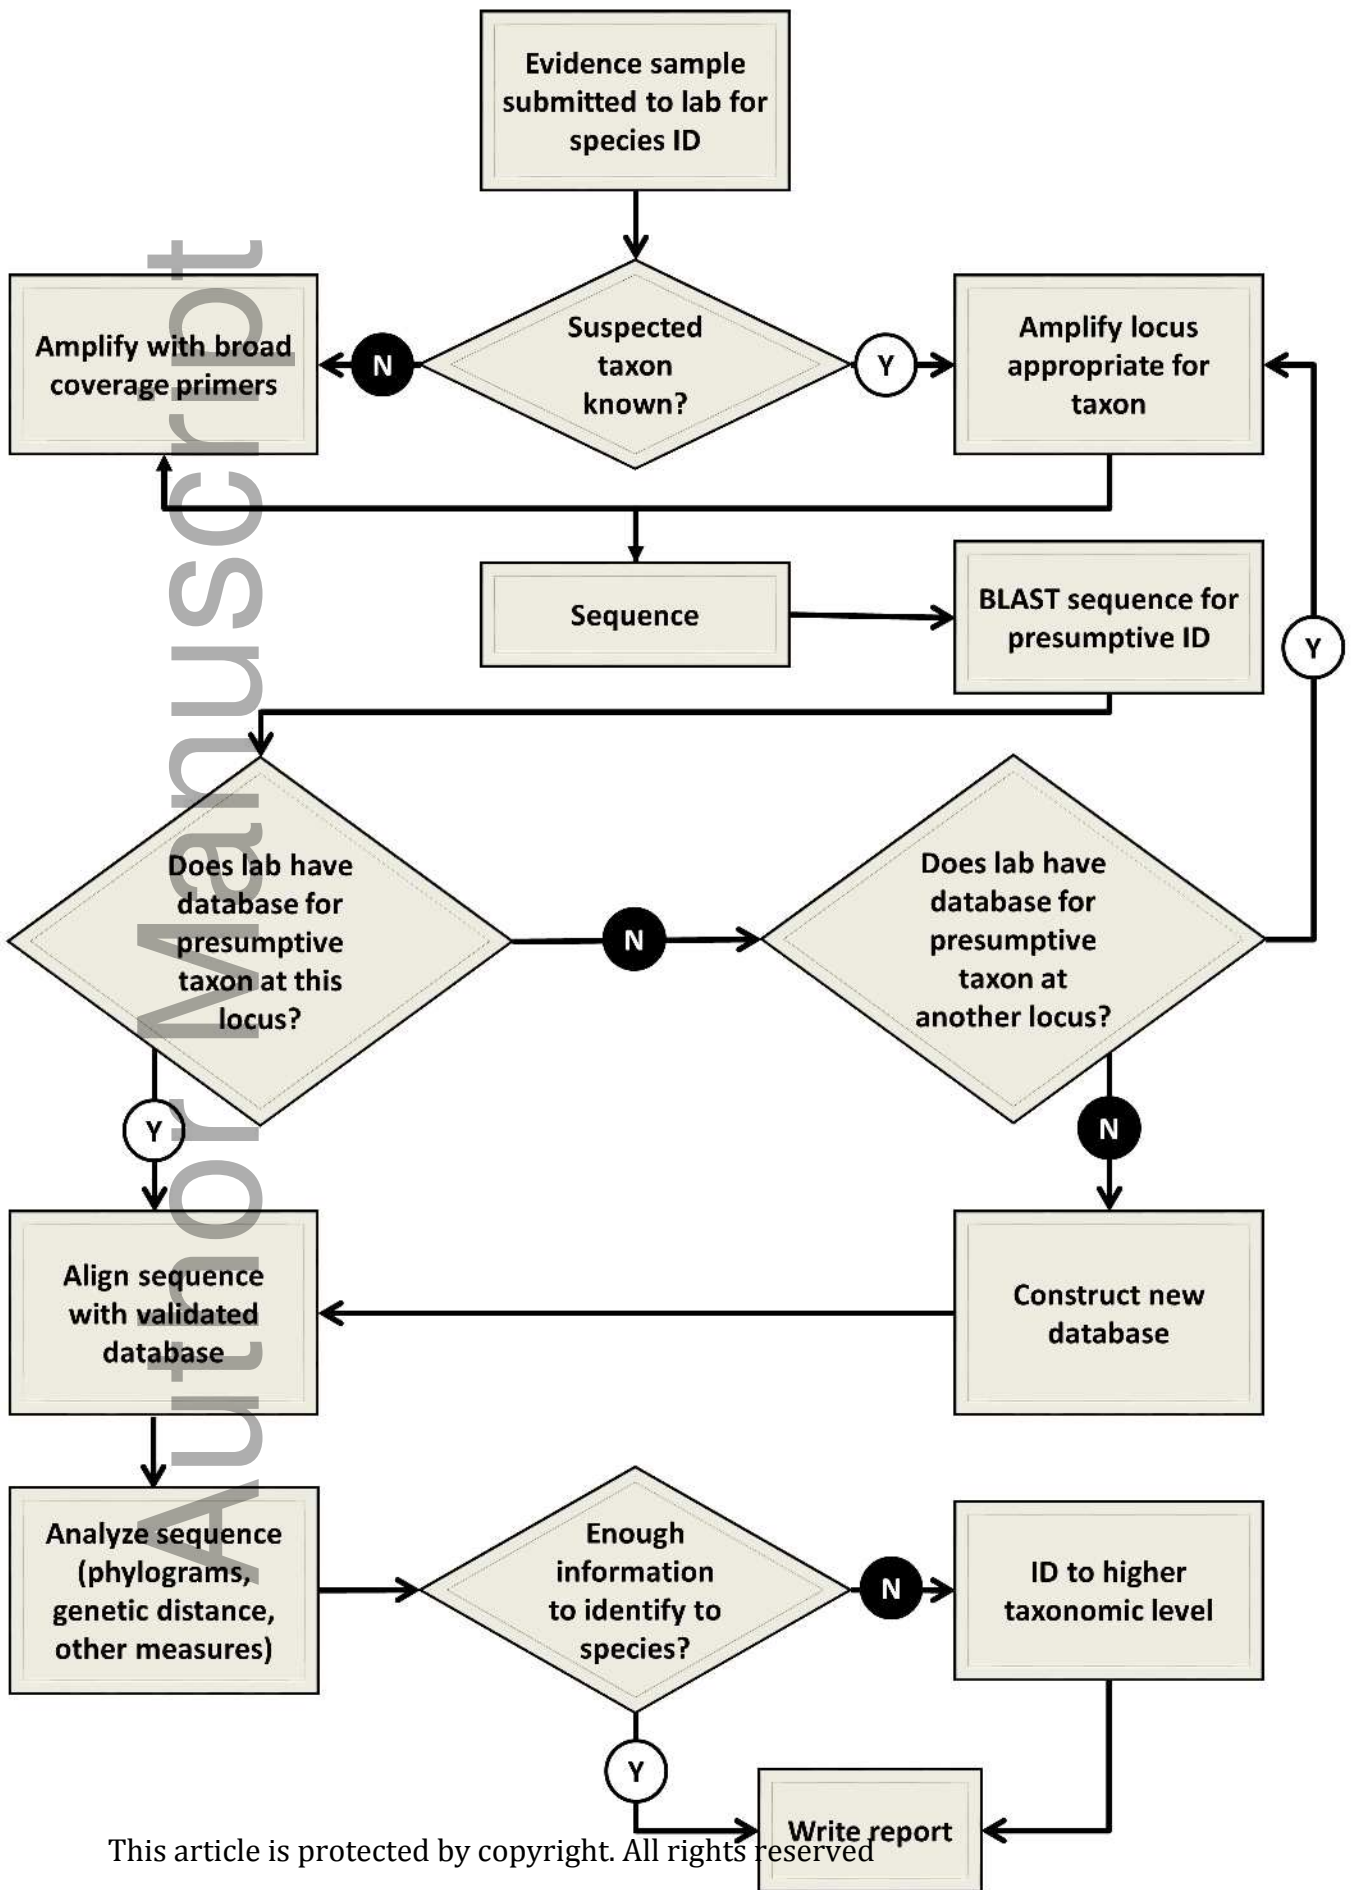 Evidence sample
submitted to lab for
species ID
Amplify with broad
coverage primers
N
Suspected
taxon
known?
Y
Amplify locus
appropriate for
taxon
Sequence
BLAST sequence for
presumptive ID
Y
Does lab have
database for
presumptive
taxon at this
locus?
N
Does lab have
database for
presumptive
taxon at
another locus?
Y
N
Align sequence
with validated
database
Construct new
database
Analyze sequence
(phylograms,
genetic distance,
other measures)
Enough
information
to identify to
species?
N
ID to higher
taxonomic level
Y
Write report
This article is protected by copyright. All rights reserved
Author Manuscript